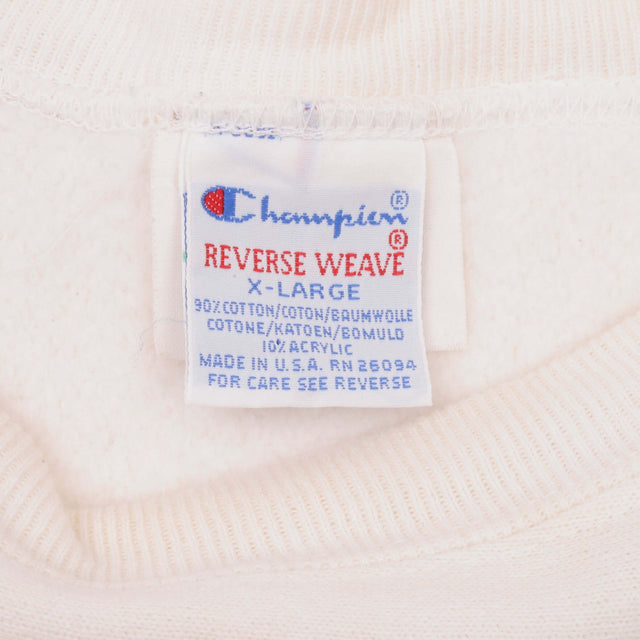 Champion®
REVERSE WEAVE®
X-LARGE
90% COTTON/COTON/BAUMWOLLE
COTONE/KATOEN/BOMULD
10% ACRYLIC
MADE IN U.S.A. RN 26094
FOR CARE SEE REVERSE